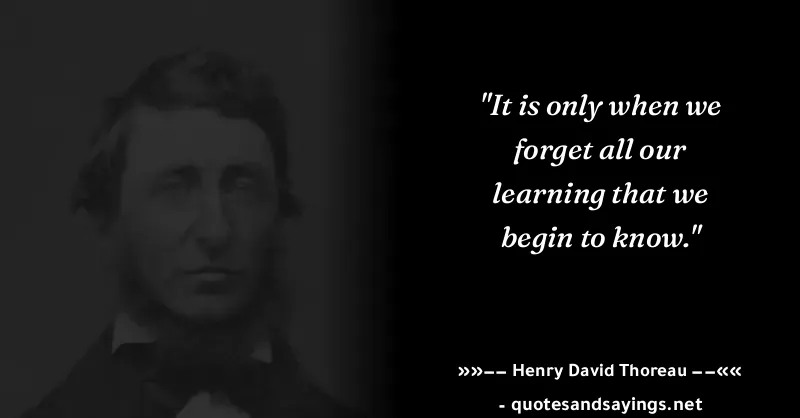 "It is only when we
forget all our
learning that we
begin to know."
»»−− Henry David Thoreau −−««
- quotesandsayings.net